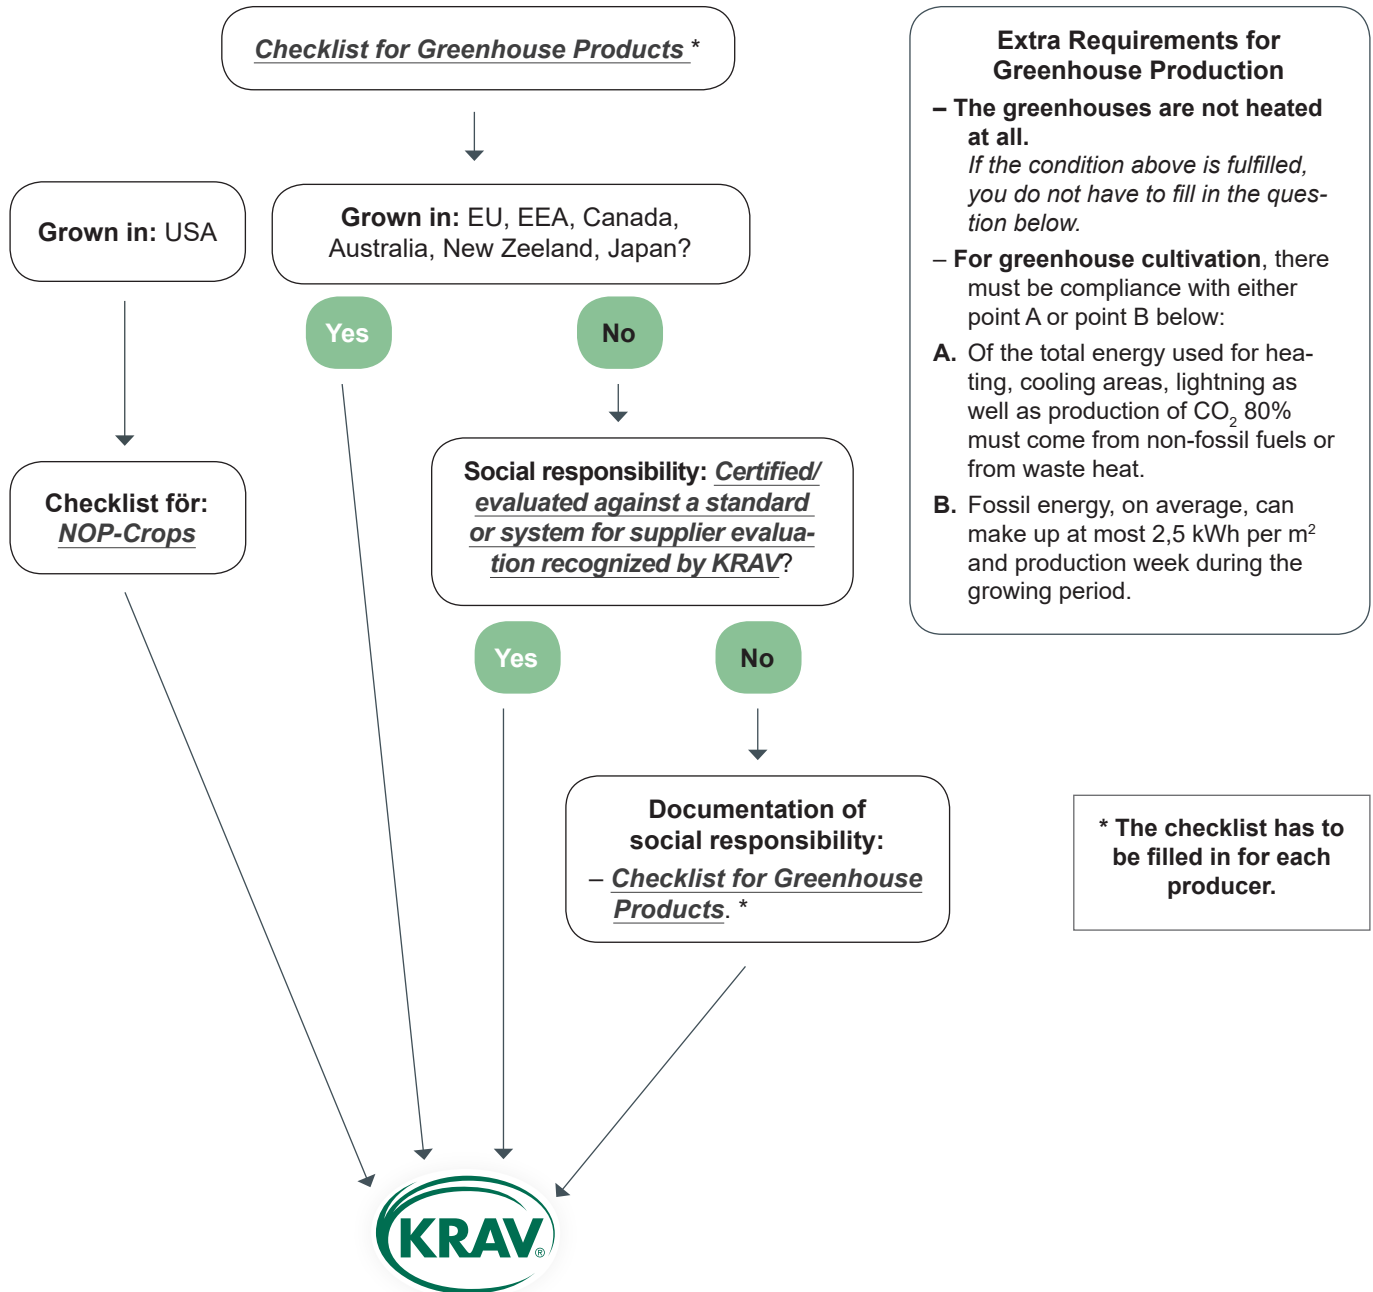 Checklist for Greenhouse Products *
Grown in: USA
Grown in: EU, EEA, Canada,
Australia, New Zeeland, Japan?
Yes
No
Checklist för:
NOP-Crops
Social responsibility: Certified/
evaluated against a standard
or system for supplier evalua-
tion recognized by KRAV?
Yes
No
Documentation of
social responsibility:
– Checklist for Greenhouse
Products. *
KRAV®
Extra Requirements for
Greenhouse Production
– The greenhouses are not heated
at all.
If the condition above is fulfilled,
you do not have to fill in the ques-
tion below.
– For greenhouse cultivation, there
must be compliance with either
point A or point B below:
A. Of the total energy used for hea-
ting, cooling areas, lightning as
well as production of CO₂ 80%
must come from non-fossil fuels or
from waste heat.
B. Fossil energy, on average, can
make up at most 2,5 kWh per m²
and production week during the
growing period.
* The checklist has to
be filled in for each
producer.